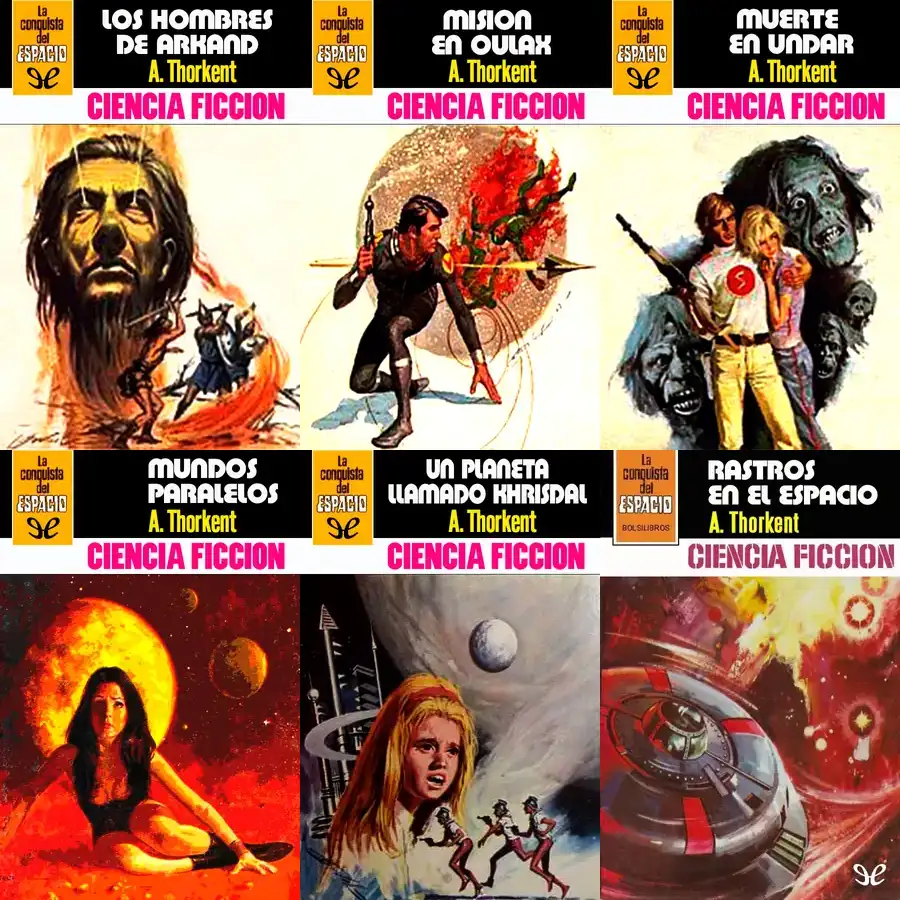 La
conquista
del
ESPACIO
LOS HOMBRES
DE ARKAND
A. Thorkent
CIENCIA FICCION
La
conquista
del
ESPACIO
MISION
EN OULAX
A. Thorkent
CIENCIA FICCION
La
conquista
del
ESPACIO
MUERTE
EN UNDAR
A. Thorkent
CIENCIA FICCION
La
conquista
del
ESPACIO
MUNDOS
PARALELOS
A. Thorkent
CIENCIA FICCION
La
conquista
del
ESPACIO
UN PLANETA
LLAMADO KHRISDAL
A. Thorkent
CIENCIA FICCION
La
conquista
del
ESPACIO
BOLSILIBROS
RASTROS
EN EL ESPACIO
A. Thorkent
CIENCIA FICCION